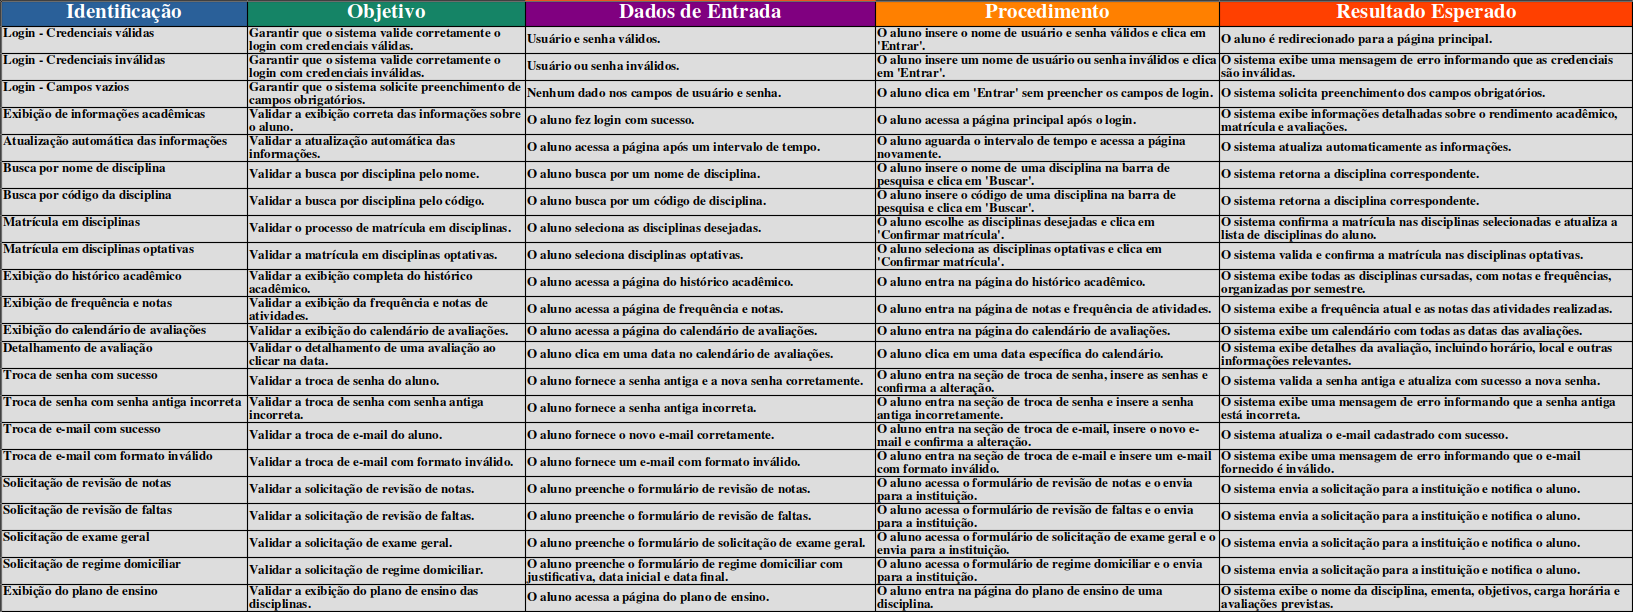 Identificação	Objetivo	Dados de Entrada	Procedimento	Resultado Esperado
Login - Credenciais válidas	Garantir que o sistema valide corretamente o login com credenciais válidas.	Usuário e senha válidos.	O aluno insere o nome de usuário e senha válidos e clica em 'Entrar'.	O aluno é redirecionado para a página principal.
Login - Credenciais inválidas	Garantir que o sistema valide corretamente o login com credenciais inválidas.	Usuário ou senha inválidos.	O aluno insere um nome de usuário ou senha inválidos e clica em 'Entrar'.	O sistema exibe uma mensagem de erro informando que as credenciais são inválidas.
Login - Campos vazios	Garantir que o sistema solicite preenchimento de campos obrigatórios.	Nenhum dado nos campos de usuário e senha.	O aluno clica em 'Entrar' sem preencher os campos de login.	O sistema solicita preenchimento dos campos obrigatórios.
Exibição de informações acadêmicas	Validar a exibição correta das informações sobre o aluno.	O aluno fez login com sucesso.	O aluno acessa a página principal após o login.	O sistema exibe informações detalhadas sobre o rendimento acadêmico, matrícula e avaliações.
Atualização automática das informações	Validar a atualização automática das informações.	O aluno acessa a página após um intervalo de tempo.	O aluno aguarda o intervalo de tempo e acessa a página novamente.	O sistema atualiza automaticamente as informações.
Busca por nome de disciplina	Validar a busca por disciplina pelo nome.	O aluno busca por um nome de disciplina.	O aluno insere o nome de uma disciplina na barra de pesquisa e clica em 'Buscar'.	O sistema retorna a disciplina correspondente.
Busca por código da disciplina	Validar a busca por disciplina pelo código.	O aluno busca por um código de disciplina.	O aluno insere o código de uma disciplina na barra de pesquisa e clica em 'Buscar'.	O sistema retorna a disciplina correspondente.
Matrícula em disciplinas	Validar o processo de matrícula em disciplinas.	O aluno seleciona as disciplinas desejadas.	O aluno escolhe as disciplinas desejadas e clica em 'Confirmar matrícula'.	O sistema confirma a matrícula nas disciplinas selecionadas e atualiza a lista de disciplinas do aluno.
Matrícula em disciplinas optativas	Validar a matrícula em disciplinas optativas.	O aluno seleciona disciplinas optativas.	O aluno seleciona as disciplinas optativas e clica em 'Confirmar matrícula'.	O sistema valida e confirma a matrícula nas disciplinas optativas.
Exibição do histórico acadêmico	Validar a exibição completa do histórico acadêmico.	O aluno acessa a página do histórico acadêmico.	O aluno entra na página do histórico acadêmico.	O sistema exibe todas as disciplinas cursadas, com notas e frequências, organizadas por semestre.
Exibição de frequência e notas	Validar a exibição da frequência e notas de atividades.	O aluno acessa a página de frequência e notas.	O aluno entra na página de notas e frequência de atividades.	O sistema exibe a frequência atual e as notas das atividades realizadas.
Exibição do calendário de avaliações	Validar a exibição do calendário de avaliações.	O aluno acessa a página do calendário de avaliações.	O aluno entra na página do calendário de avaliações.	O sistema exibe um calendário com todas as datas das avaliações.
Detalhamento de avaliação	Validar o detalhamento de uma avaliação ao clicar na data.	O aluno clica em uma data no calendário de avaliações.	O aluno clica em uma data específica do calendário.	O sistema exibe detalhes da avaliação, incluindo horário, local e outras informações relevantes.
Troca de senha com sucesso	Validar a troca de senha do aluno.	O aluno fornece a senha antiga e a nova senha corretamente.	O aluno entra na seção de troca de senha, insere as senhas e confirma a alteração.	O sistema valida a senha antiga e atualiza com sucesso a nova senha.
Troca de senha com senha antiga incorreta	Validar a troca de senha com senha antiga incorreta.	O aluno fornece a senha antiga incorreta.	O aluno entra na seção de troca de senha e insere a senha antiga incorretamente.	O sistema exibe uma mensagem de erro informando que a senha antiga está incorreta.
Troca de e-mail com sucesso	Validar a troca de e-mail do aluno.	O aluno fornece o novo e-mail corretamente.	O aluno entra na seção de troca de e-mail, insere o novo e-mail e confirma a alteração.	O sistema atualiza o e-mail cadastrado com sucesso.
Troca de e-mail com formato inválido	Validar a troca de e-mail com formato inválido.	O aluno fornece um e-mail com formato inválido.	O aluno entra na seção de troca de e-mail e insere um e-mail com formato inválido.	O sistema exibe uma mensagem de erro informando que o e-mail fornecido é inválido.
Solicitação de revisão de notas	Validar a solicitação de revisão de notas.	O aluno preenche o formulário de revisão de notas.	O aluno acessa o formulário de revisão de notas e o envia para a instituição.	O sistema envia a solicitação para a instituição e notifica o aluno.
Solicitação de revisão de faltas	Validar a solicitação de revisão de faltas.	O aluno preenche o formulário de revisão de faltas.	O aluno acessa o formulário de revisão de faltas e o envia para a instituição.	O sistema envia a solicitação para a instituição e notifica o aluno.
Solicitação de exame geral	Validar a solicitação de exame geral.	O aluno preenche o formulário de solicitação de exame geral.	O aluno acessa o formulário de solicitação de exame geral e o envia para a instituição.	O sistema envia a solicitação para a instituição e notifica o aluno.
Solicitação de regime domiciliar	Validar a solicitação de regime domiciliar.	O aluno preenche o formulário de regime domiciliar com justificativa, data inicial e data final.	O aluno acessa o formulário de regime domiciliar e o envia para a instituição.	O sistema envia a solicitação para a instituição e notifica o aluno.
Exibição do plano de ensino	Validar a exibição do plano de ensino das disciplinas.	O aluno acessa a página do plano de ensino.	O aluno entra na página do plano de ensino de uma disciplina.	O sistema exibe o nome da disciplina, ementa, objetivos, carga horária e avaliações previstas.